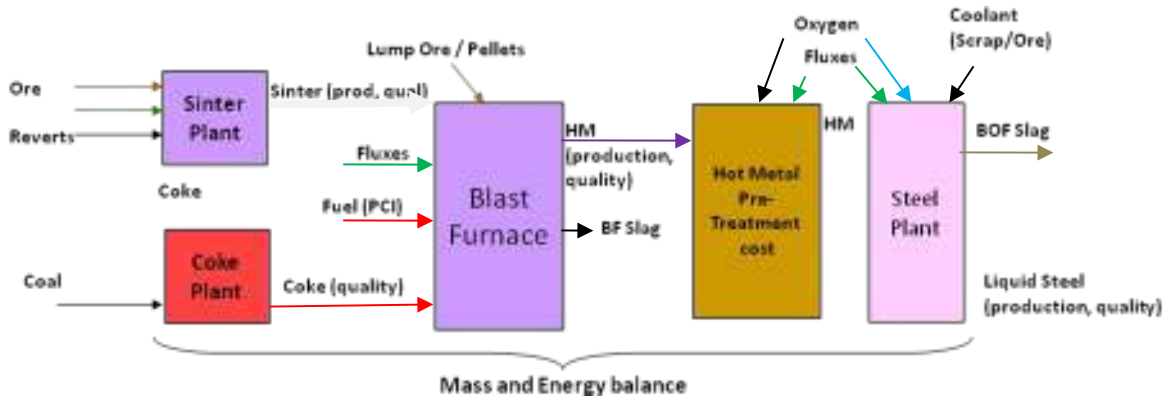 Ore
Reverts
Sinter
Plant
Sinter (prod, qual)
Coke
Coal
Coke
Plant
Coke (quality)
Lump Ore / Pellets
Fluxes
Fuel (PCI)
Blast
Furnace
HM
(production,
quality)
BF Slag
Oxygen
Fluxes
Coolant
(Scrap/Ore)
Hot Metal
Pre-
Treatment
cost
HM
Steel
Plant
BOF Slag
Liquid Steel
(production, quality)
Mass and Energy balance